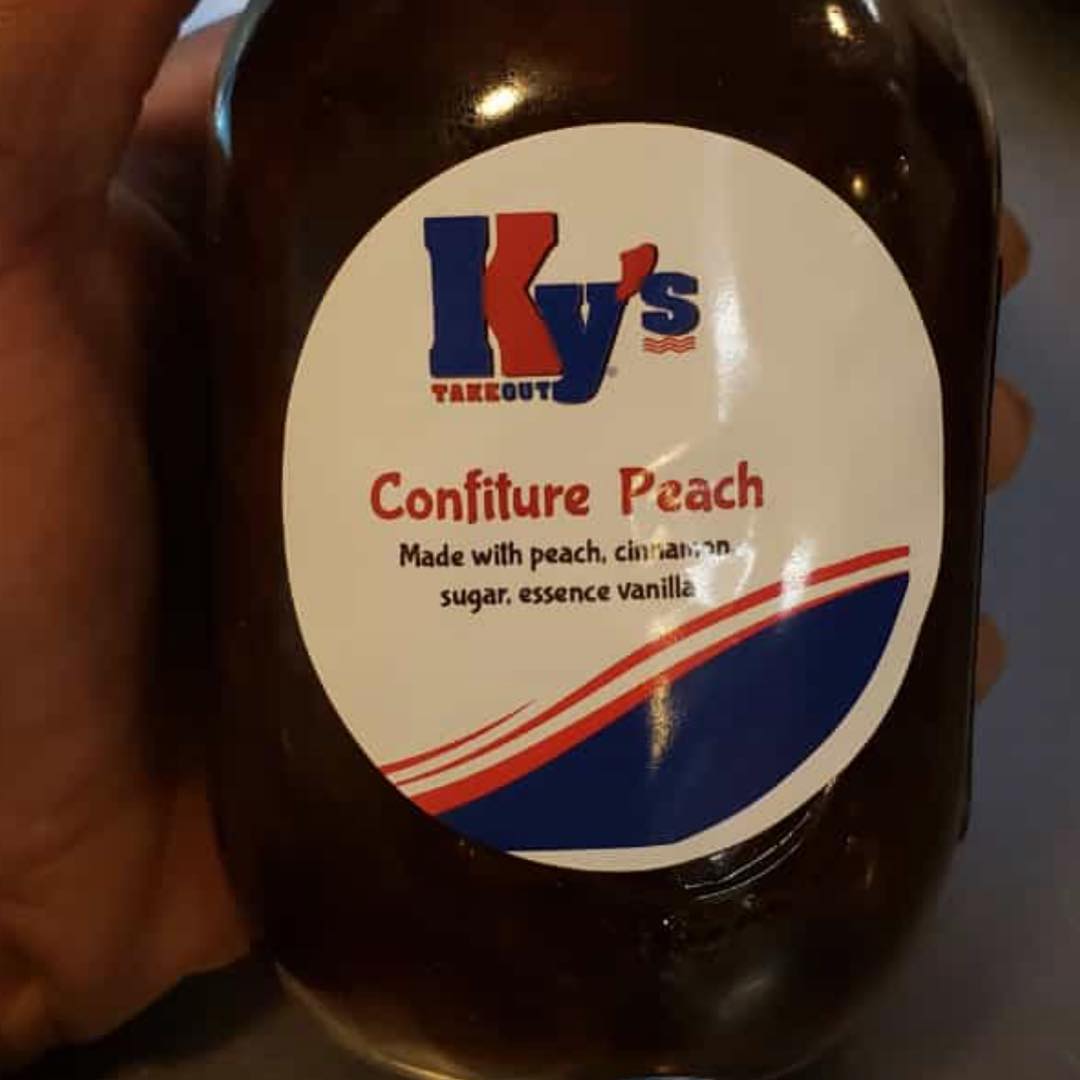 Ky's
TAKEOUT
Confiture Peach
Made with peach, cinnamon
sugar, essence vanilla